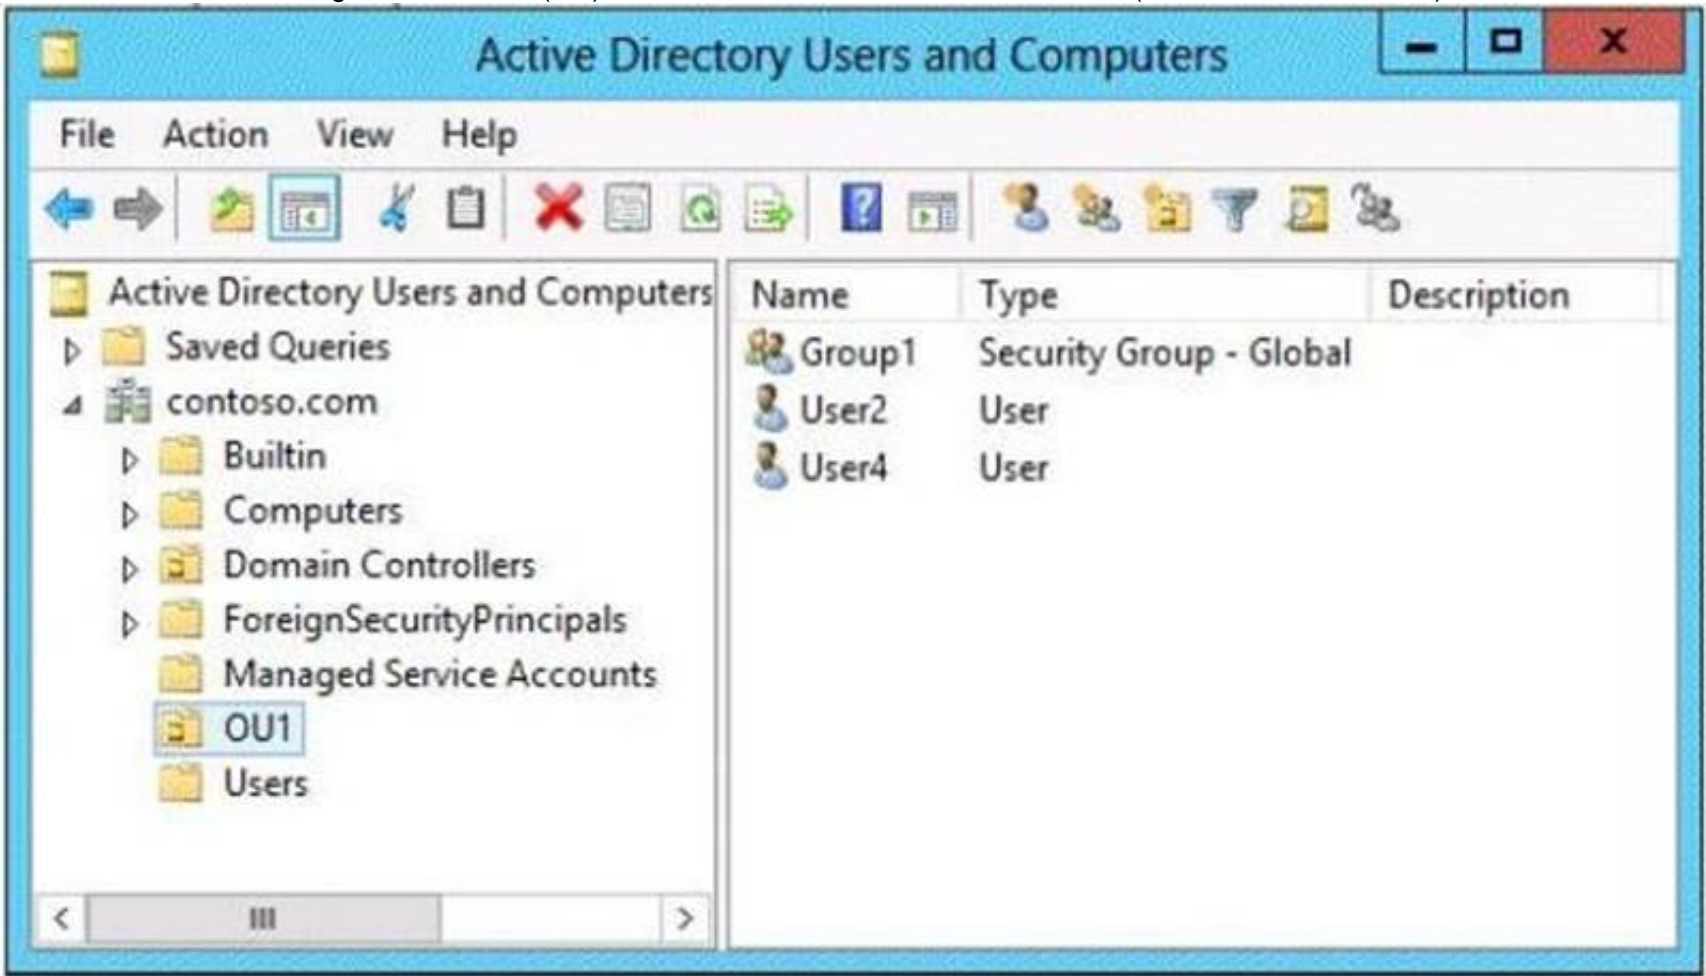 Active Directory Users and Computers
File Action View Help
Active Directory Users and Computers
Saved Queries
contoso.com
Builtin
Computers
Domain Controllers
ForeignSecurityPrincipals
Managed Service Accounts
OU1
Users
Name Type Description
Group1 Security Group - Global
User2 User
User4 User